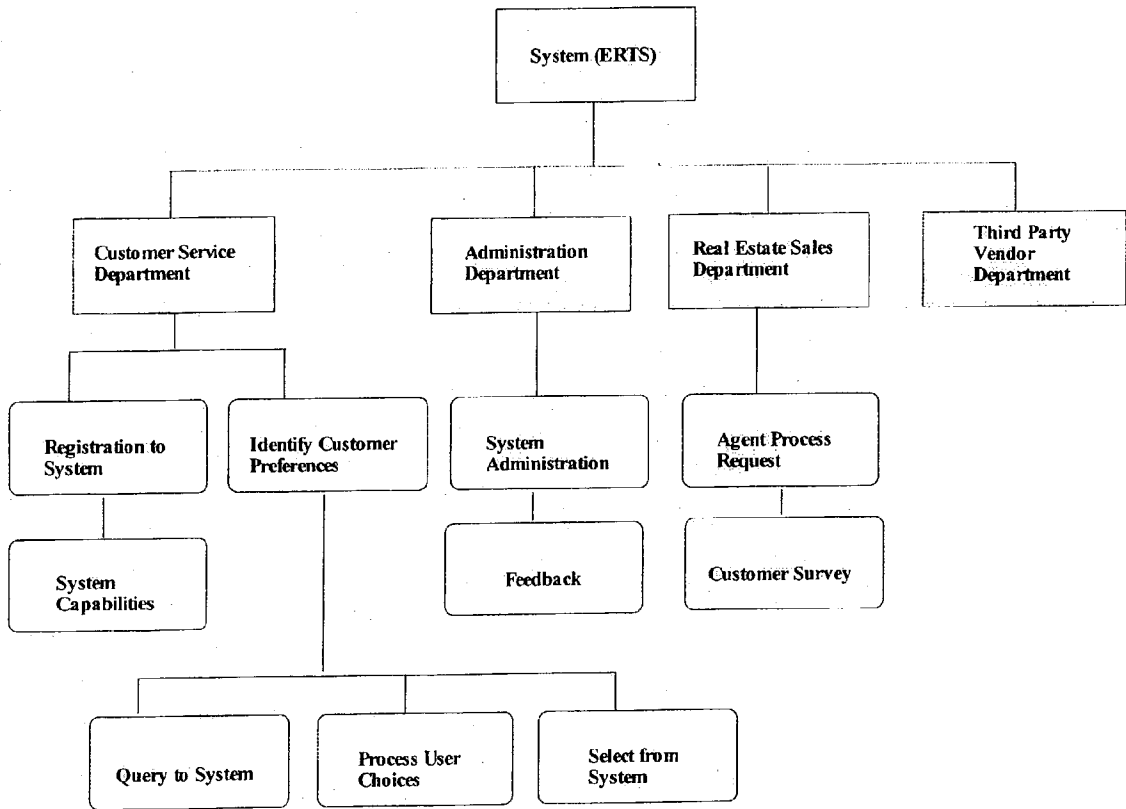 System (ERTS)
Customer Service
Department
Administration
Department
Real Estate Sales
Department
Third Party
Vendor
Department
Registration to
System
Identify Customer
Preferences
System
Administration
Agent Process
Request
System
Capabilities
Feedback
Customer Survey
Query to System
Process User
Choices
Select from
System